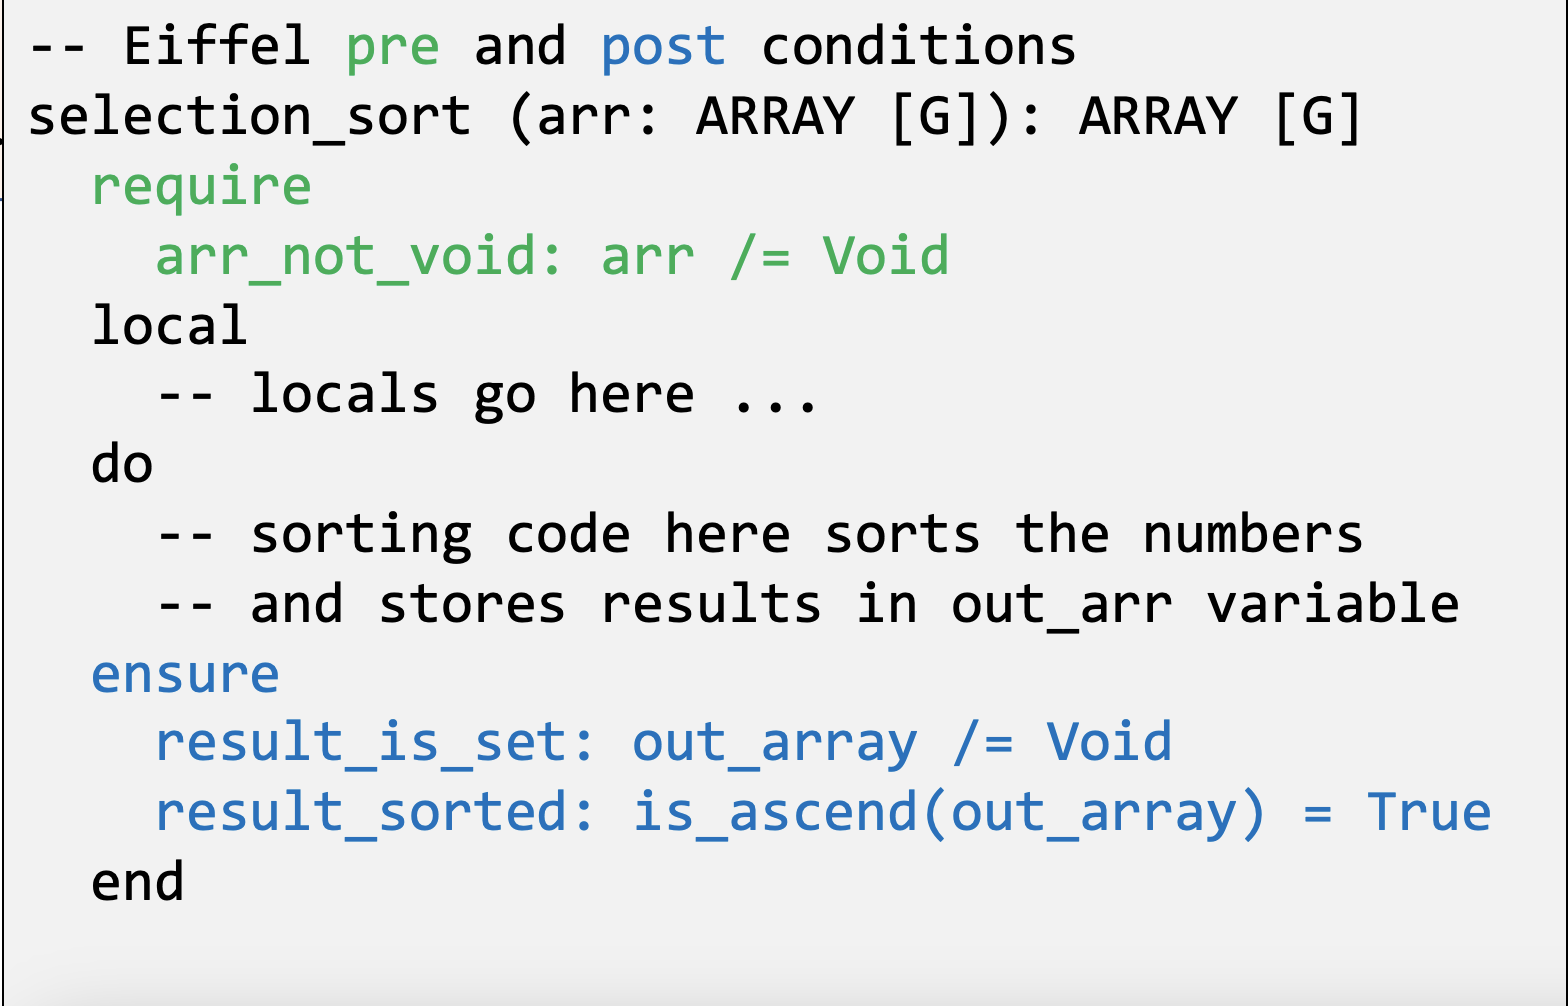 -- Eiffel pre and post conditions
selection_sort (arr: ARRAY [G]): ARRAY [G]
  require
    arr_not_void: arr /= Void
  local
    -- locals go here ...
  do
    -- sorting code here sorts the numbers
    -- and stores results in out_arr variable
  ensure
    result_is_set: out_array /= Void
    result_sorted: is_ascend(out_array) = True
  end